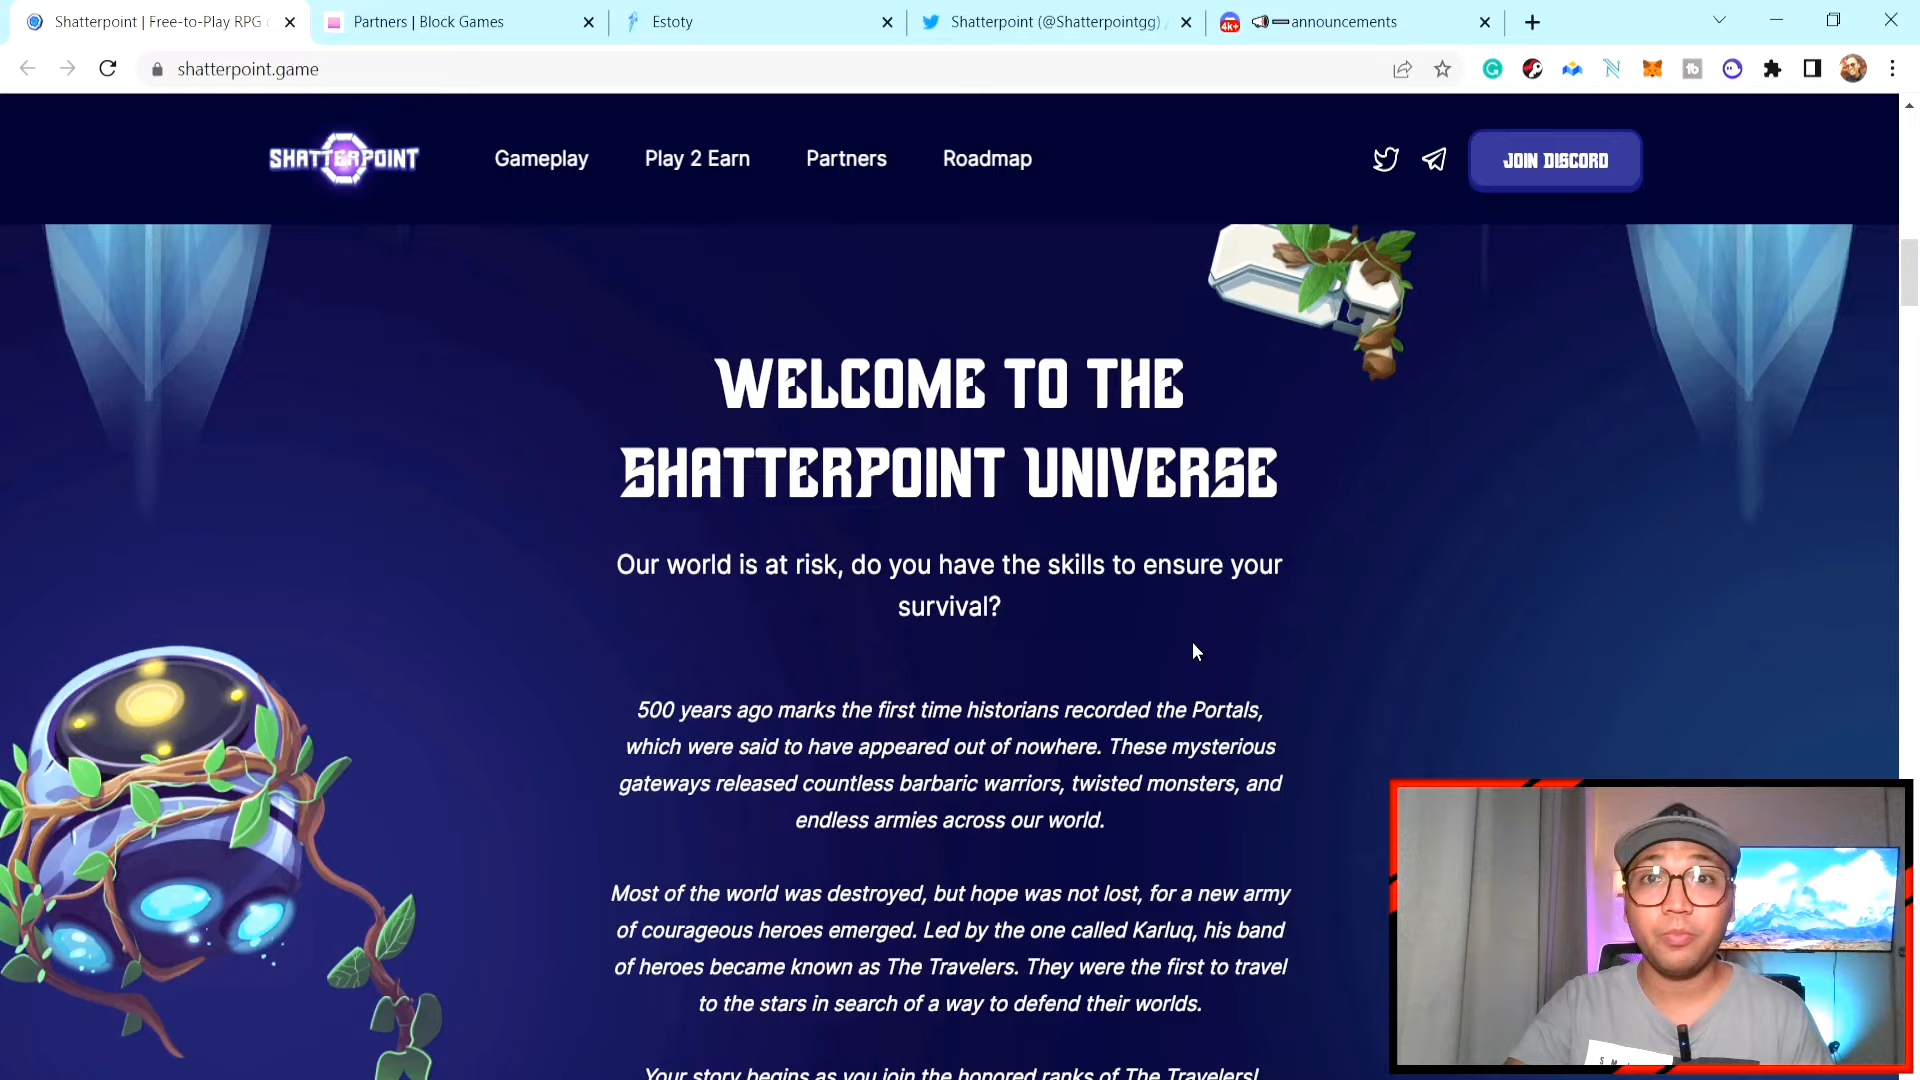 Shatterpoint | Free-to-Play RPG
Partners | Block Games
Estoty
Shatterpoint (@Shatterpointgg)
4k+
announcements
shatterpoint.game
SHATTERPOINT
Gameplay
Play 2 Earn
Partners
Roadmap
JOIN DISCORD
WELCOME TO THE
SHATTERPOINT UNIVERSE
Our world is at risk, do you have the skills to ensure your
survival?
500 years ago marks the first time historians recorded the Portals,
which were said to have appeared out of nowhere. These mysterious
gateways released countless barbaric warriors, twisted monsters, and
endless armies across our world.
Most of the world was destroyed, but hope was not lost, for a new army
of courageous heroes emerged. Led by the one called Karluq, his band
of heroes became known as The Travelers. They were the first to travel
to the stars in search of a way to defend their worlds.
Your story begins as you join the honored ranks of The Travelers!